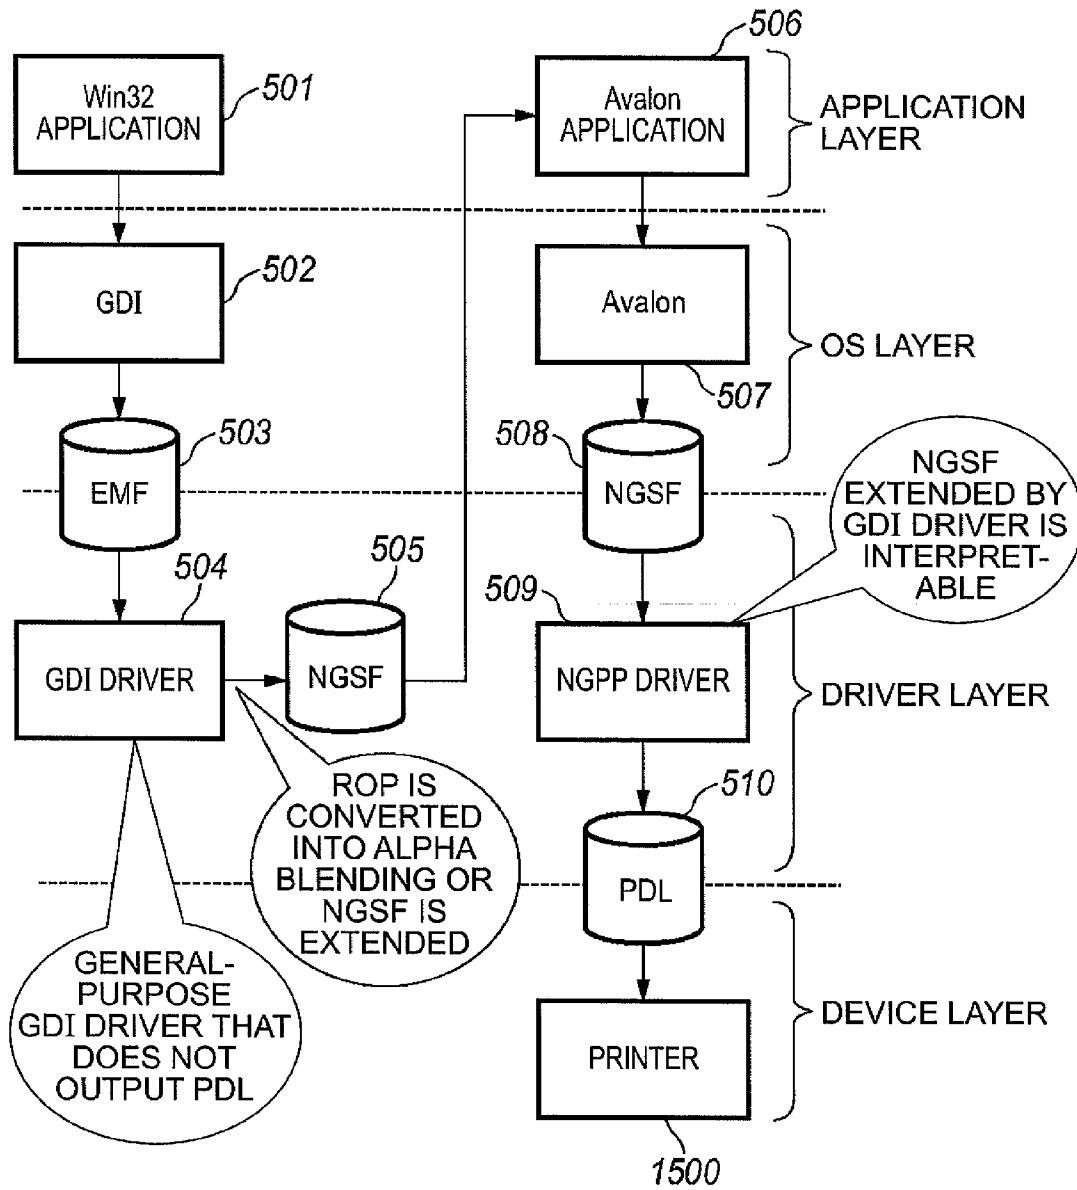 506
Win32
APPLICATION
501
Avalon
APPLICATION
APPLICATION
LAYER
GDI
502
Avalon
507
OS LAYER
EMF
503
508
NGSF
NGSF
EXTENDED BY
GDI DRIVER IS
INTERPRET-
ABLE
504
505
509
GDI DRIVER
NGSF
NGPP DRIVER
DRIVER LAYER
ROP IS
CONVERTED
INTO ALPHA
BLENDING OR
NGSF IS
EXTENDED
510
PDL
GENERAL-
PURPOSE
GDI DRIVER THAT
DOES NOT
OUTPUT PDL
PRINTER
DEVICE LAYER
1500